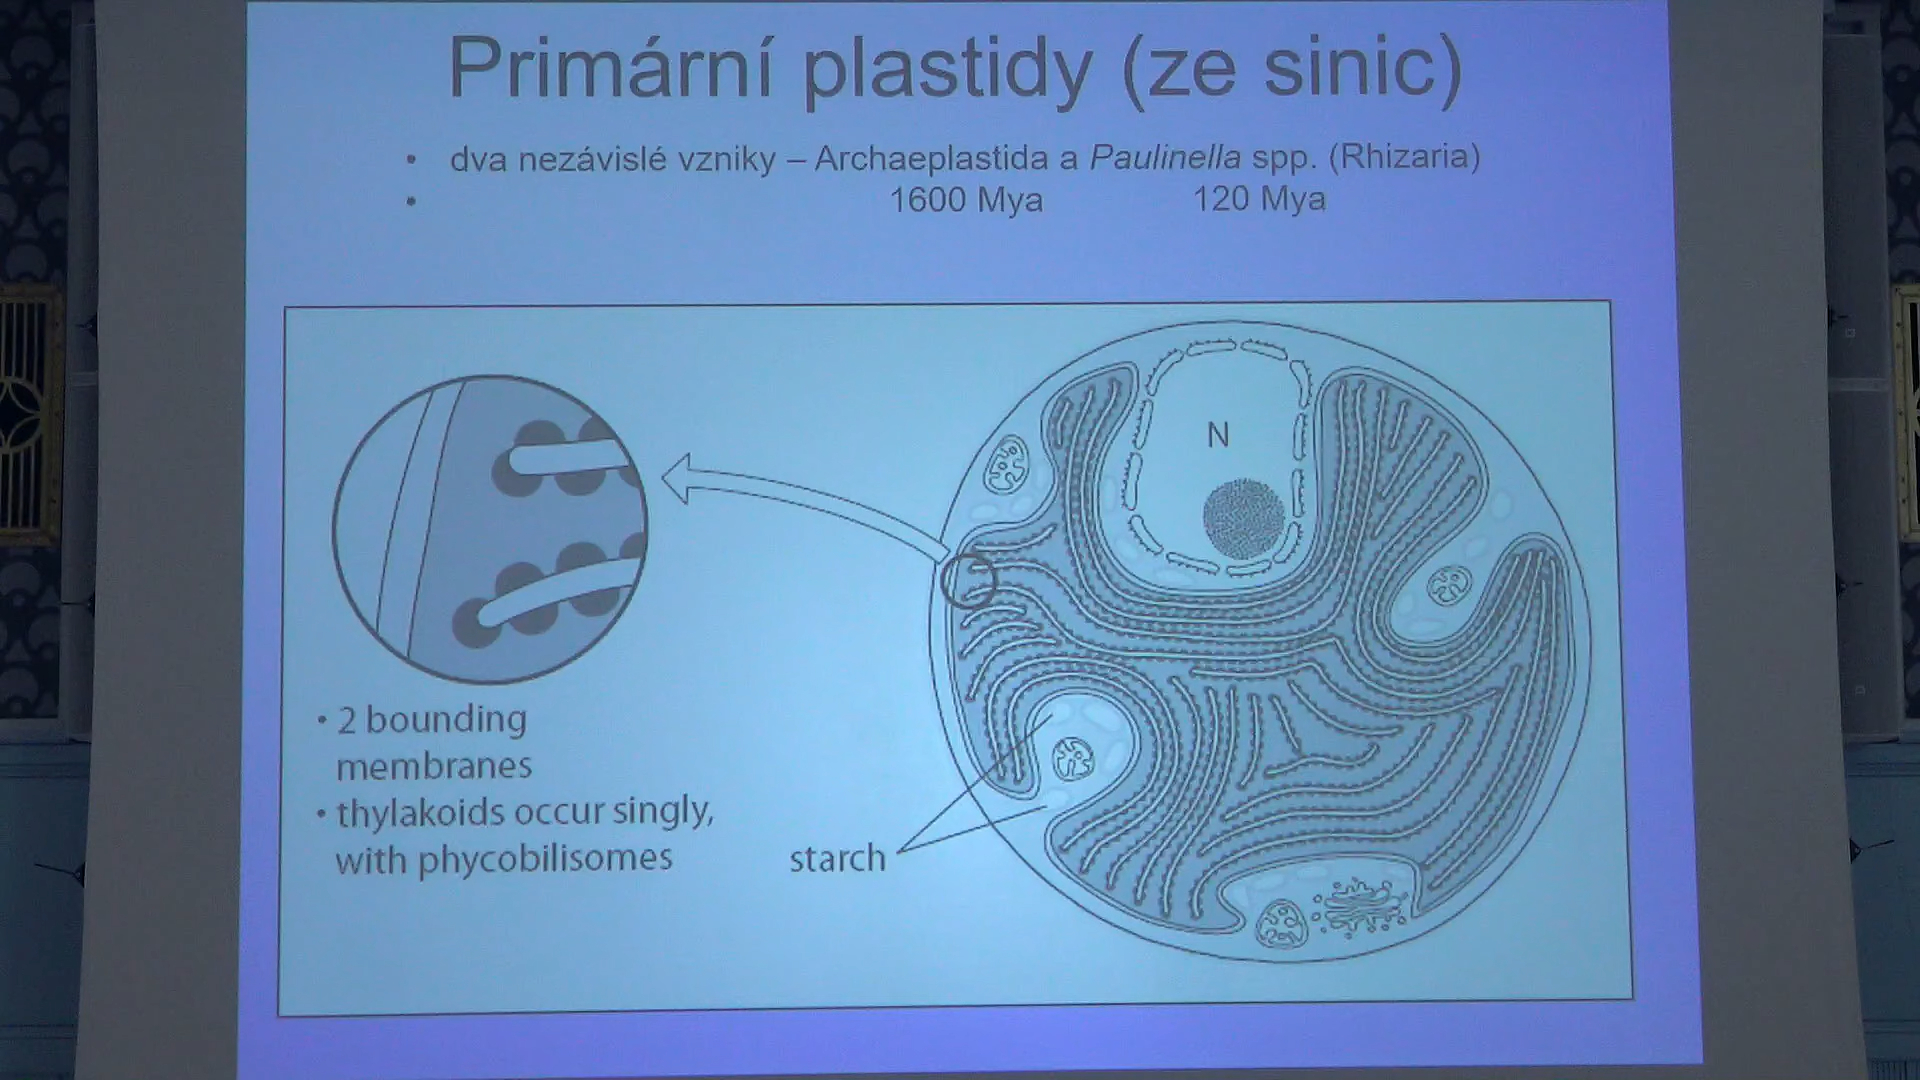 Primární plastidy (ze sinic)
• dva nezávislé vzniky – Archaeplastida a Paulinella spp. (Rhizaria)
• 1600 Mya 120 Mya
N
• 2 bounding
membranes
• thylakoids occur singly,
with phycobilisomes
starch